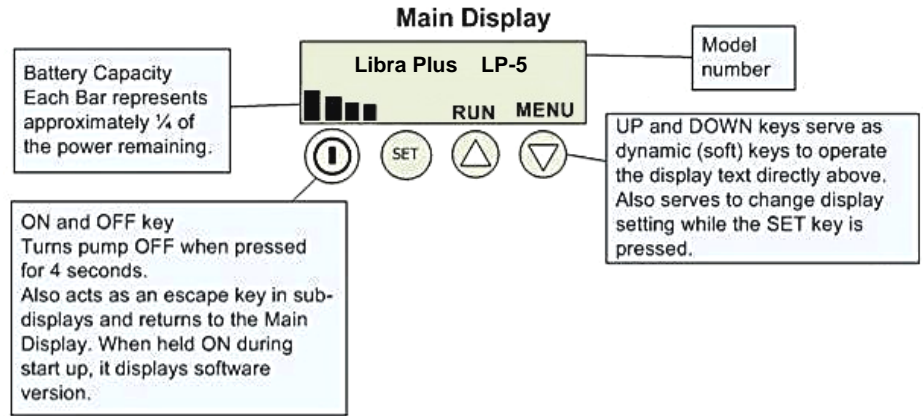 Main Display
Battery Capacity
Each Bar represents
approximately ¼ of
the power remaining.
Libra Plus LP-5
RUN MENU
SET
Model
number
UP and DOWN keys serve as
dynamic (soft) keys to operate
the display text directly above.
Also serves to change display
setting while the SET key is
pressed.
ON and OFF key
Turns pump OFF when pressed
for 4 seconds.
Also acts as an escape key in sub-
displays and returns to the Main
Display. When held ON during
start up, it displays software
version.